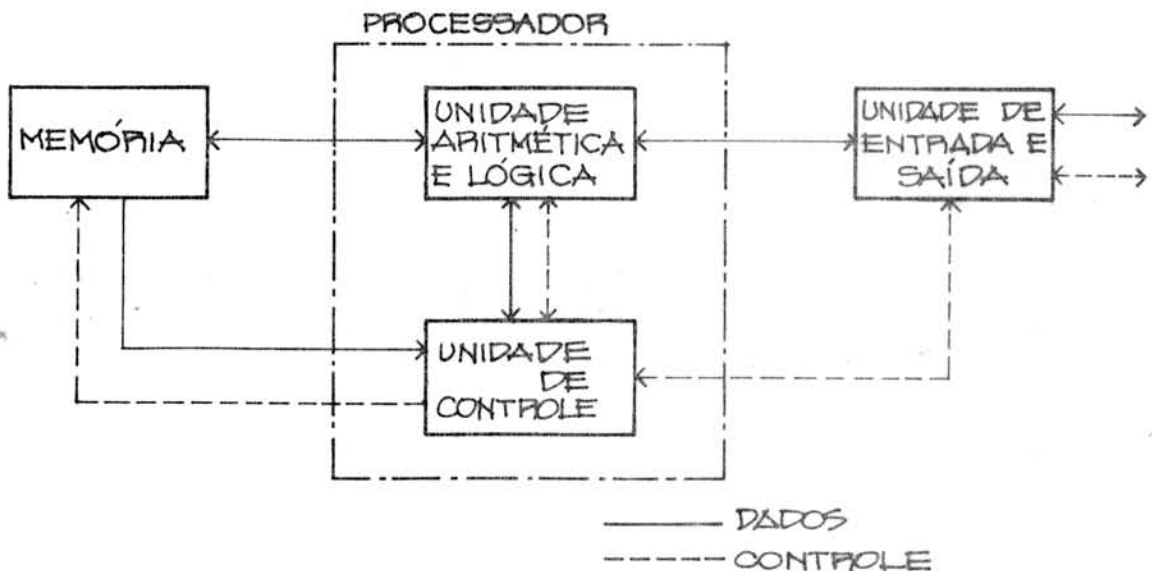 PROCESSADOR
MEMÓRIA
UNIDADE
ARITMÉTICA
E LÓGICA
UNIDADE DE
ENTRADA E
SAÍDA
UNIDADE
DE
CONTROLE
DADOS
CONTROLE